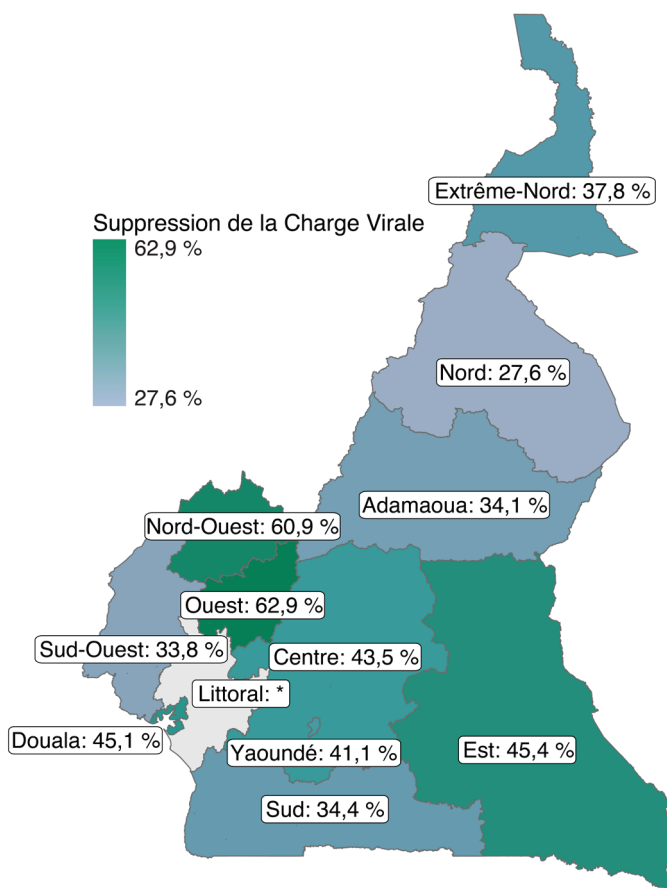 Extrême-Nord: 37,8 %
Suppression de la Charge Virale
62,9 %
27,6 %
Nord: 27,6 %
Adamaoua: 34,1 %
Nord-Ouest: 60,9 %
Ouest: 62,9 %
Sud-Ouest: 33,8 %
Centre: 43,5 %
Littoral: *
Douala: 45,1 %
Yaoundé: 41,1 %
Est: 45,4 %
Sud: 34,4 %